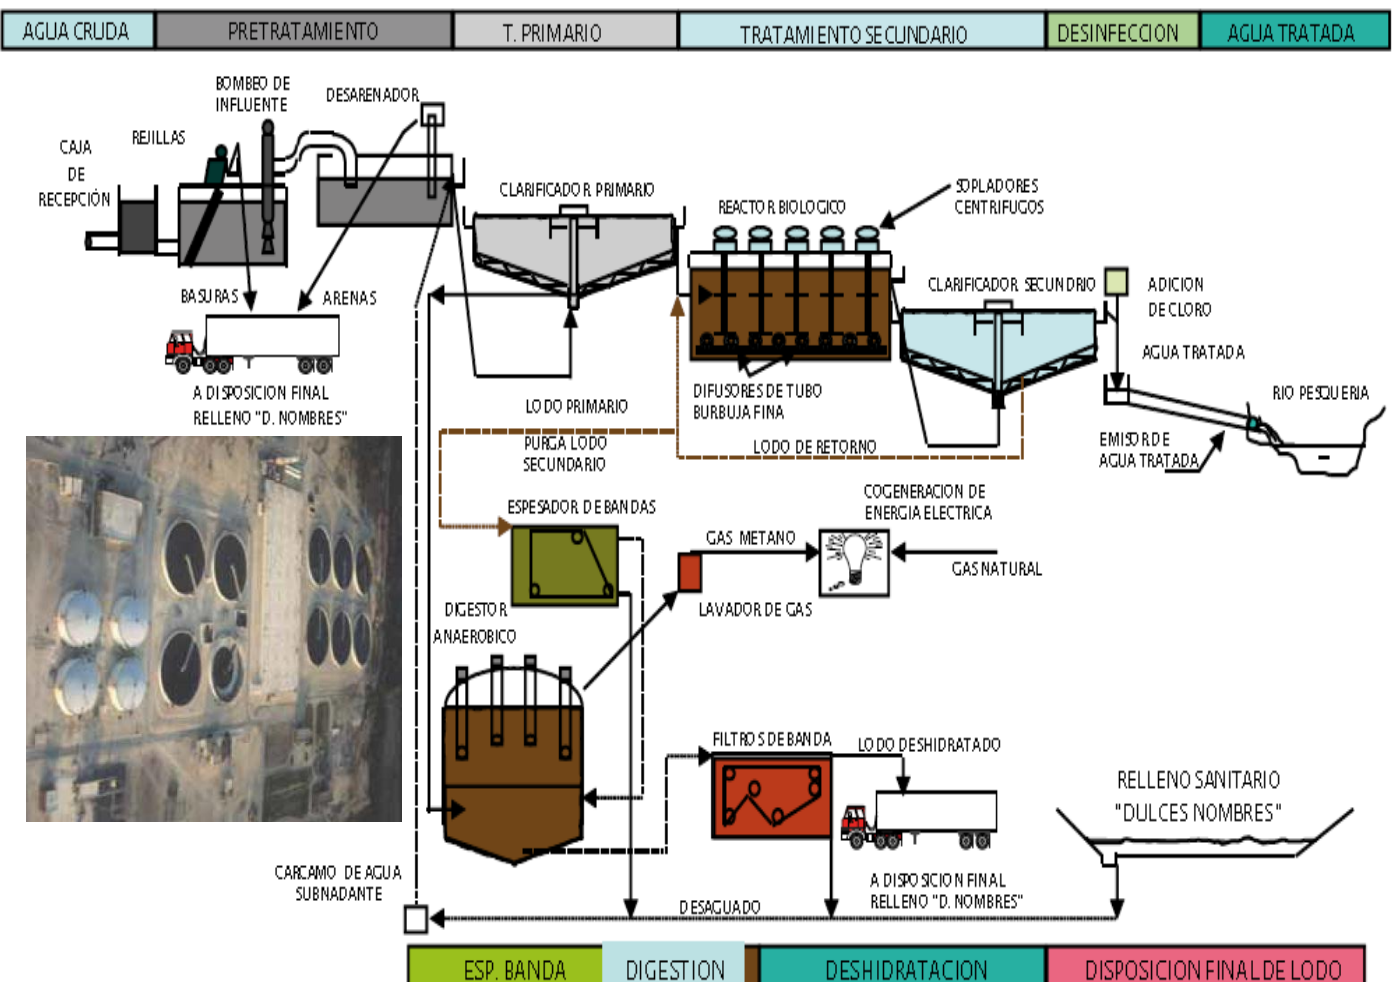 AGUA CRUDA
PRETRATAMIENTO
T. PRIMARIO
TRATAMIENTO SECUNDARIO
DESINFECCION
AGUA TRATADA
BOMBEO DE
INFLUENTE
DESARENADOR
REJILLAS
CAJA
DE
RECEPCIÓN
CLARIFICADOR PRIMARIO
REACTOR BIOLOGICO
SOPLADORES
CENTRIFUGOS
CLARIFICADOR SECUNDRIO
ADICION
DE CLORO
BASURAS
ARENAS
AGUA TRATADA
A DISPOSICION FINAL
RELLENO "D. NOMBRES"
LODO PRIMARIO
DIFUSORES DE TUBO
BURBUJA FINA
RIO PESQUERIA
EMISOR DE
AGUA TRATADA
PURGA LODO
SECUNDARIO
LODO DE RETORNO
ESPESADOR DE BANDAS
COGENERACION DE
ENERGIA ELECTRICA
GAS METANO
GAS NATURAL
LAVADOR DE GAS
DIGESTOR
ANAEROBICO
FILTROS DE BANDA
LODO DESHIDRATADO
RELLENO SANITARIO
"DULCES NOMBRES"
CARCAMO DE AGUA
SUBNADANTE
A DISPOSICION FINAL
RELLENO "D. NOMBRES"
DESAGUADO
ESP. BANDA
DIGESTION
DESHIDRATACION
DISPOSICION FINAL DE LODO